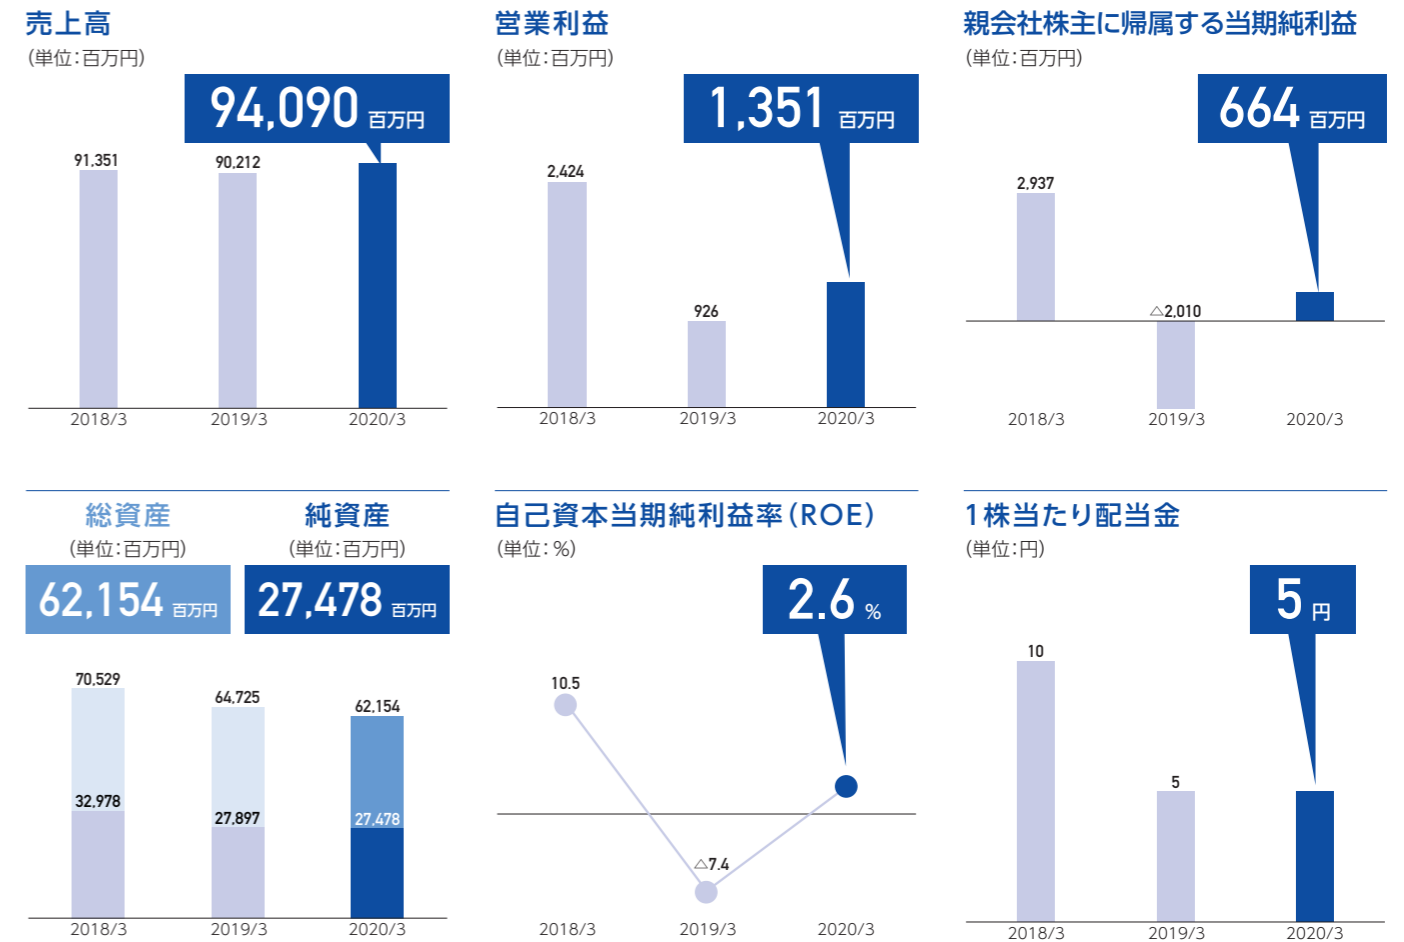 売上高
(単位:百万円)
94,090 百万円
91,351
90,212
2018/3
2019/3
2020/3
営業利益
(単位:百万円)
1,351 百万円
2,424
926
2018/3
2019/3
2020/3
親会社株主に帰属する当期純利益
(単位:百万円)
664 百万円
2,937
△2,010
2018/3
2019/3
2020/3
総資産
(単位:百万円)
62,154 百万円
純資産
(単位:百万円)
27,478 百万円
70,529
64,725
62,154
32,978
27,897
27,478
2018/3
2019/3
2020/3
自己資本当期純利益率(ROE)
(単位:%)
2.6 %
10.5
△7.4
2018/3
2019/3
2020/3
1株当たり配当金
(単位:円)
5 円
10
5
2018/3
2019/3
2020/3